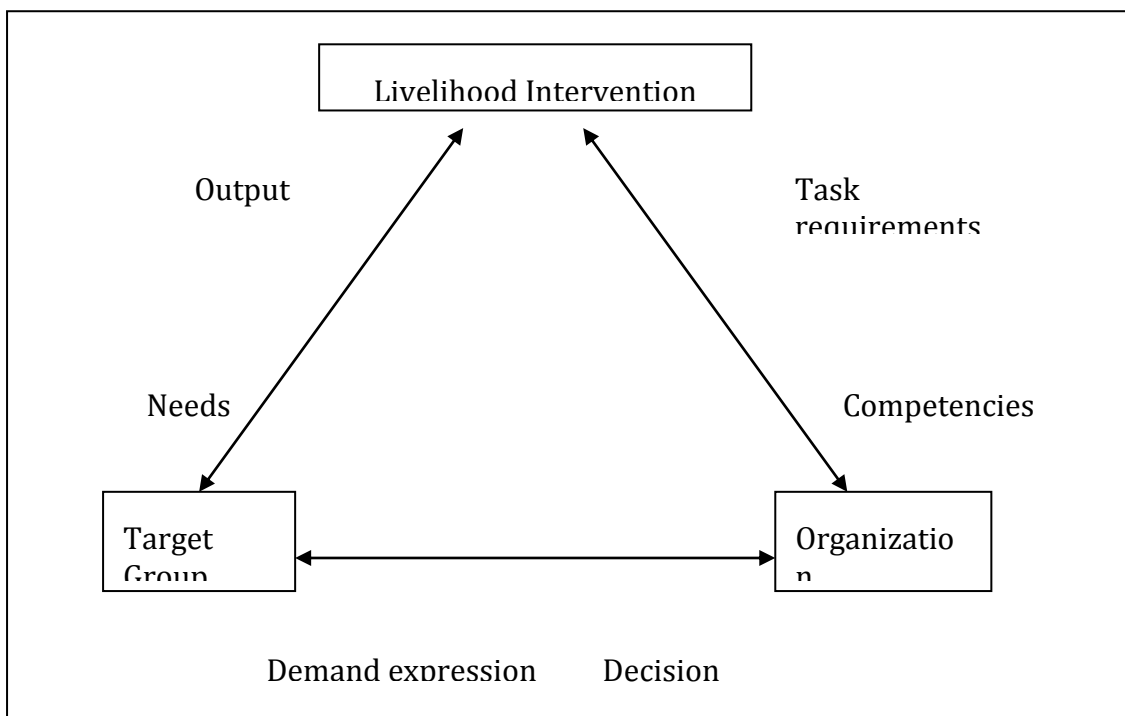 Livelihood Intervention
Output
Task
requirements
Needs
Competencies
Target
Group
Organizatio
n
Demand expression
Decision